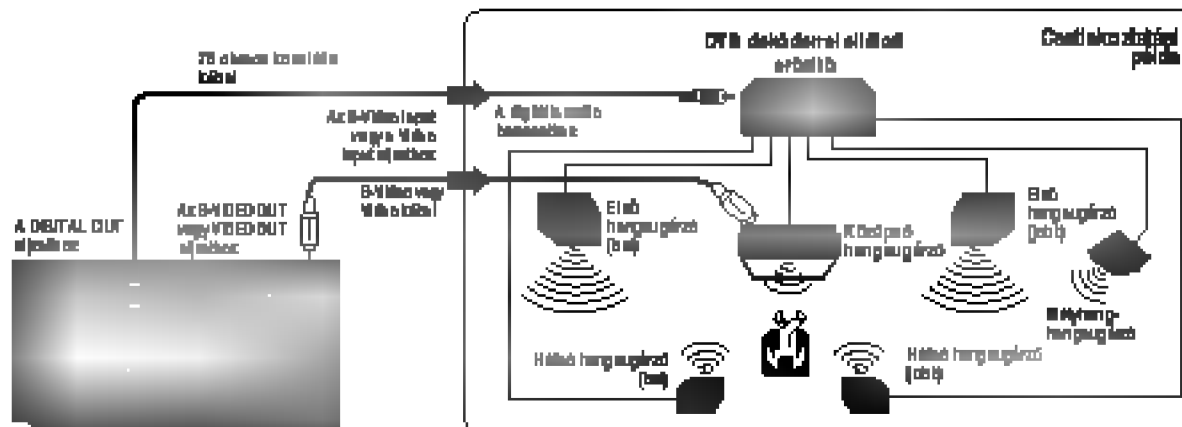 75 ohmos koaxiális
kábel
DTS dekóderrel ellátott
erősítő
Csatlakoztatási
példa
Az S-Video input
vagy a Video
input aljzathoz
A digitális audio
bemenethez
S-Video vagy
Video kábel
A DIGITAL OUT
aljzathoz
Az S-VIDEO OUT
vagy VIDEO OUT
aljzathoz
Első
hangsugárzó
(bal)
Középső
hangsugárzó
Első
hangsugárzó
(jobb)
Mélyhang-
hangsugárzó
Hátsó hangsugárzó
(bal)
Hátsó hangsugárzó
(jobb)